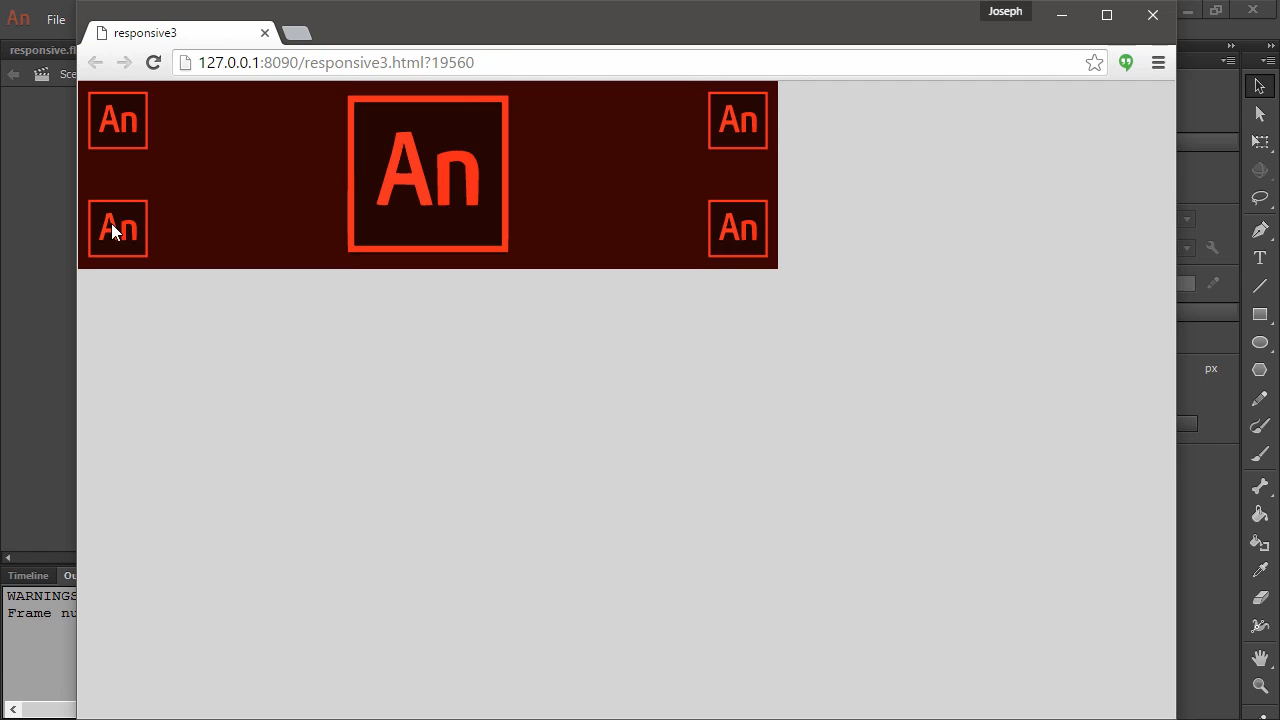 An File
Joseph
responsive3
responsive.fl
127.0.0.1:8090/responsive3.html?19560
Sce
An
An
An
An
An
px
Timeline Ou
WARNINGS
Frame nu